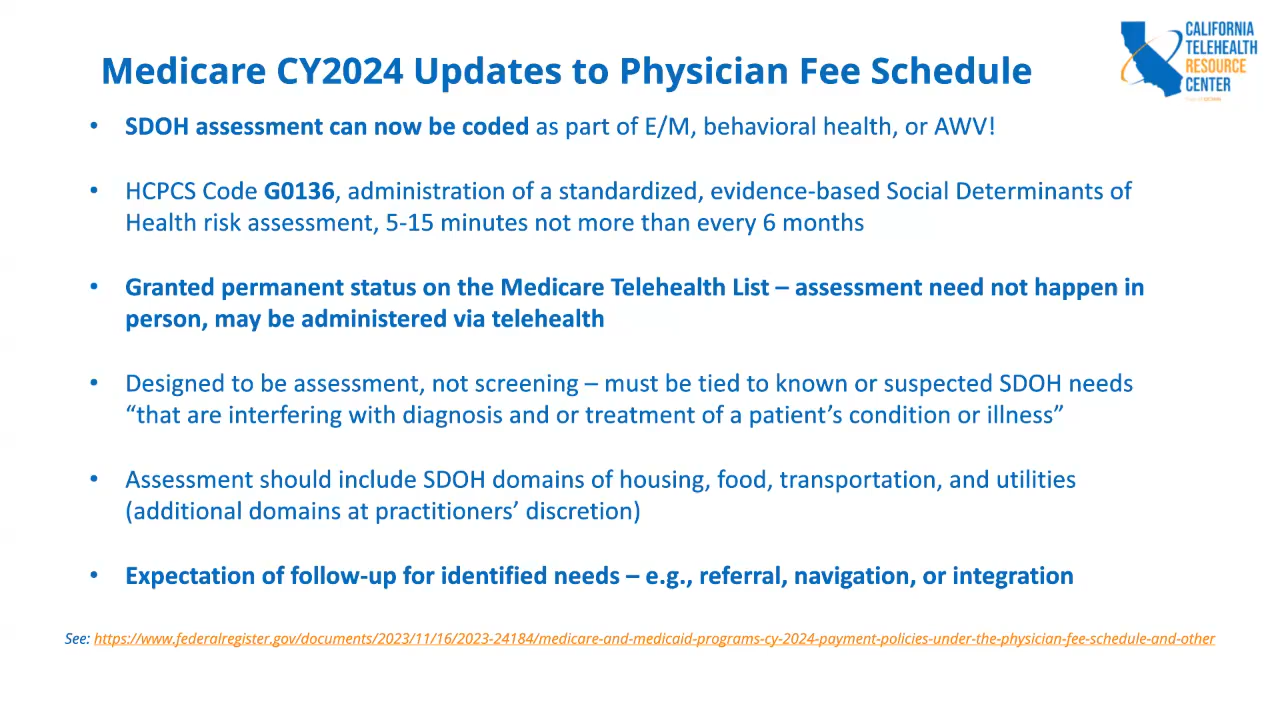 Medicare CY2024 Updates to Physician Fee Schedule
CALIFORNIA
TELEHEALTH
RESOURCE
CENTER
• SDOH assessment can now be coded as part of E/M, behavioral health, or AWV!
• HCPCS Code G0136, administration of a standardized, evidence-based Social Determinants of
Health risk assessment, 5-15 minutes not more than every 6 months
• Granted permanent status on the Medicare Telehealth List – assessment need not happen in
person, may be administered via telehealth
• Designed to be assessment, not screening – must be tied to known or suspected SDOH needs
“that are interfering with diagnosis and or treatment of a patient’s condition or illness”
• Assessment should include SDOH domains of housing, food, transportation, and utilities
(additional domains at practitioners’ discretion)
• Expectation of follow-up for identified needs – e.g., referral, navigation, or integration
See: https://www.federalregister.gov/documents/2023/11/16/2023-24184/medicare-and-medicaid-programs-cy-2024-payment-policies-under-the-physician-fee-schedule-and-other